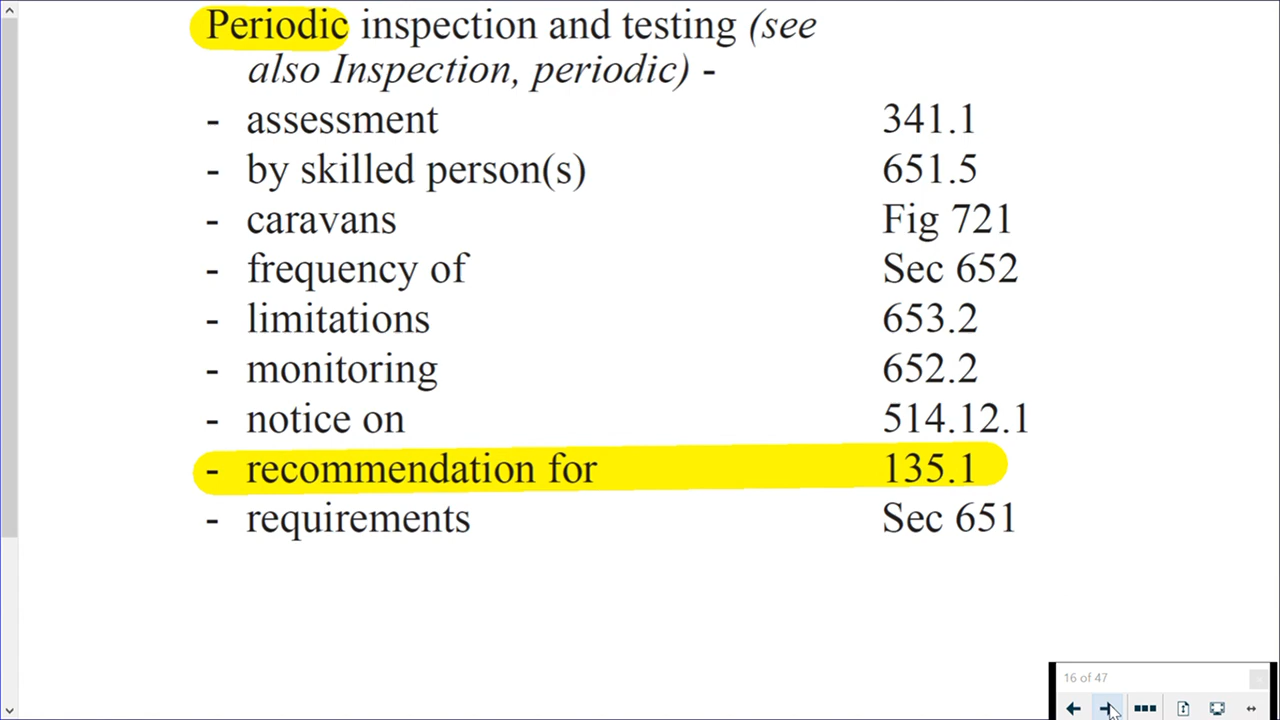 Periodic inspection and testing (see
also Inspection, periodic) -
- assessment 341.1
- by skilled person(s) 651.5
- caravans Fig 721
- frequency of Sec 652
- limitations 653.2
- monitoring 652.2
- notice on 514.12.1
- recommendation for 135.1
- requirements Sec 651
16 of 47